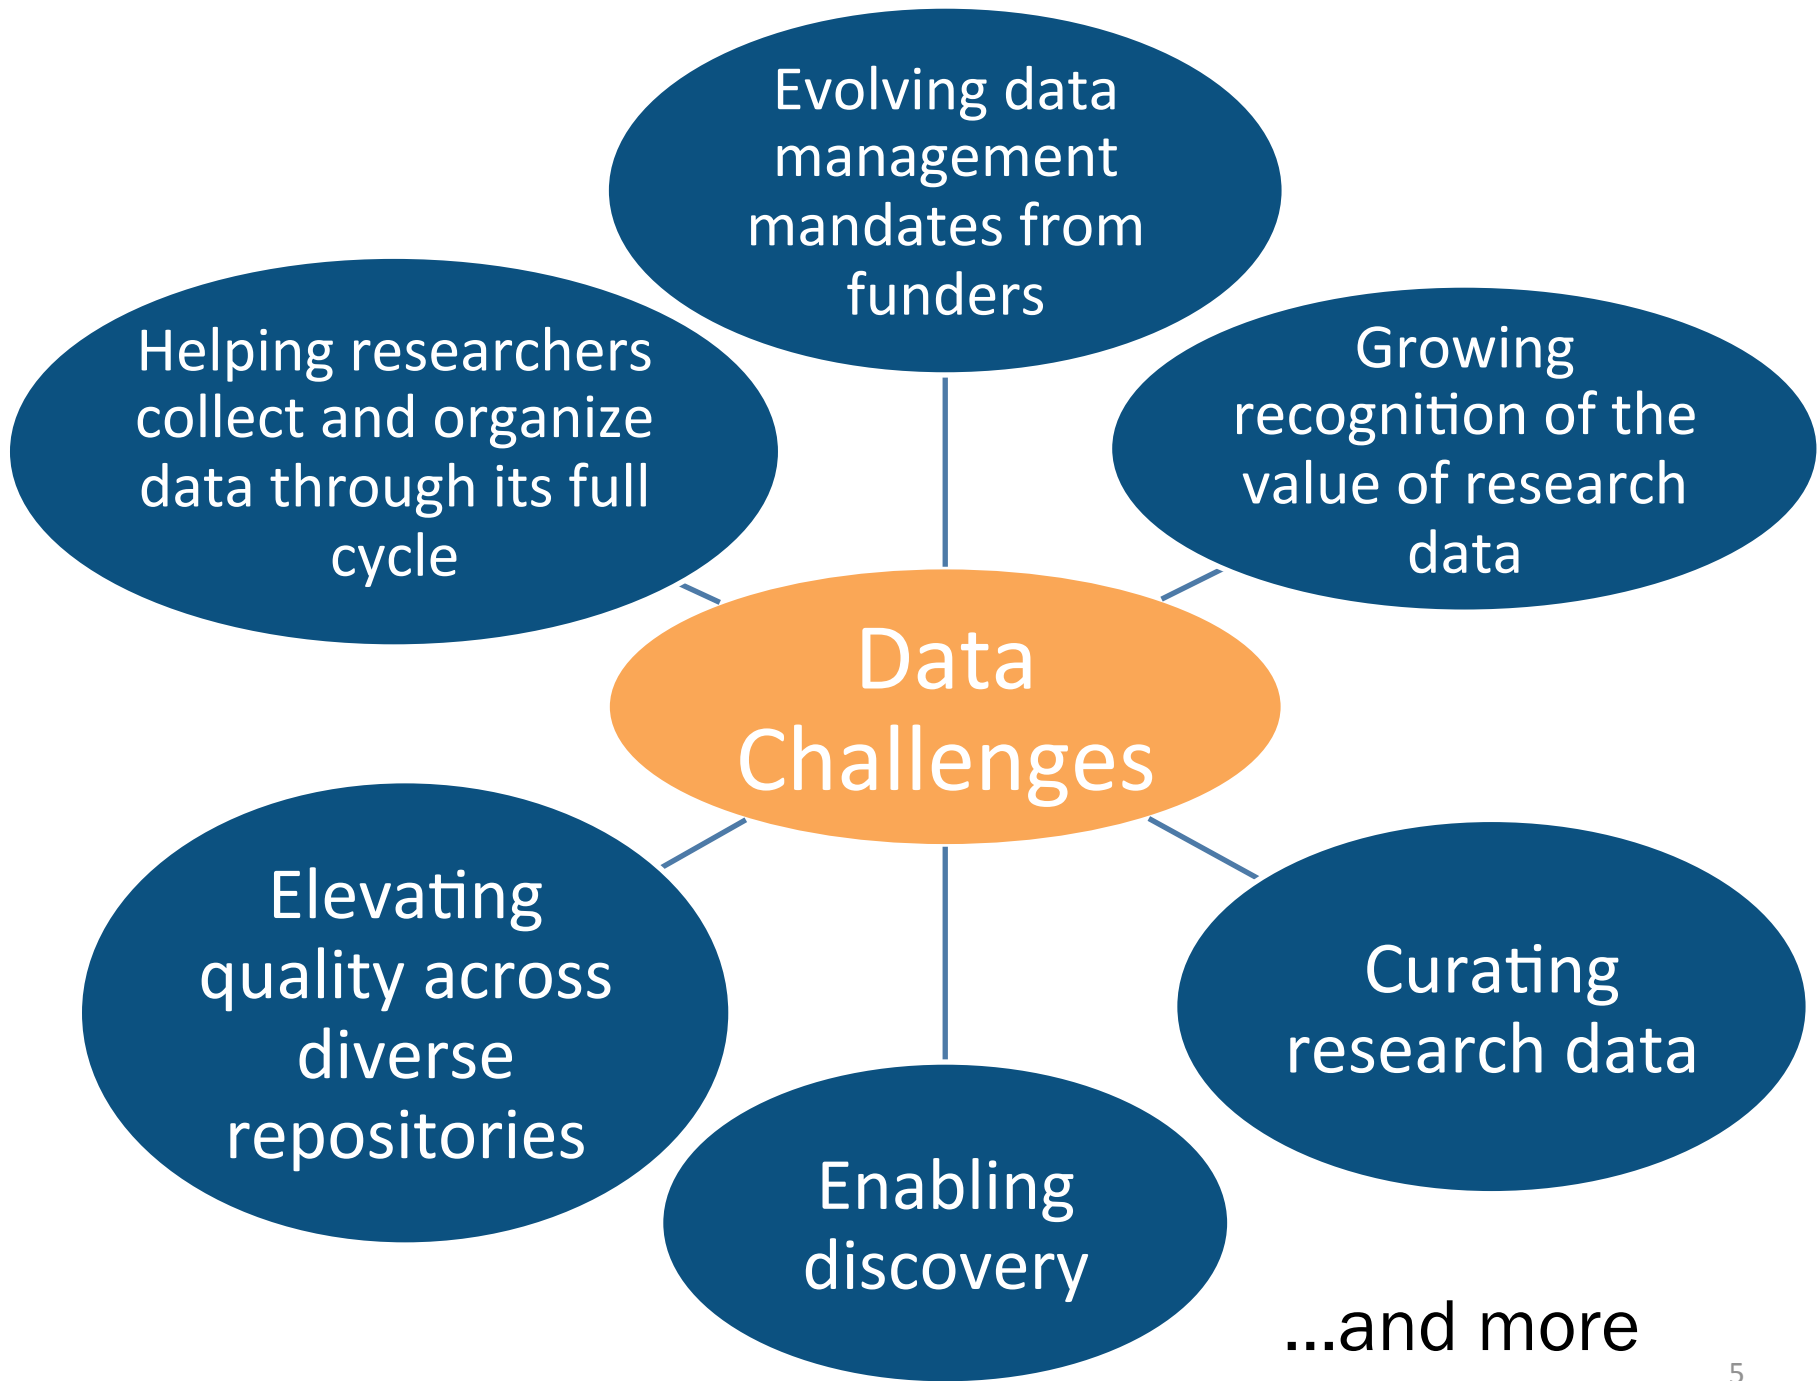 Evolving data
management
mandates from
funders
Growing
recognition of the
value of research
data
Helping researchers
collect and organize
data through its full
cycle
Data
Challenges
Elevating
quality across
diverse
repositories
Curating
research data
Enabling
discovery
...and more
5